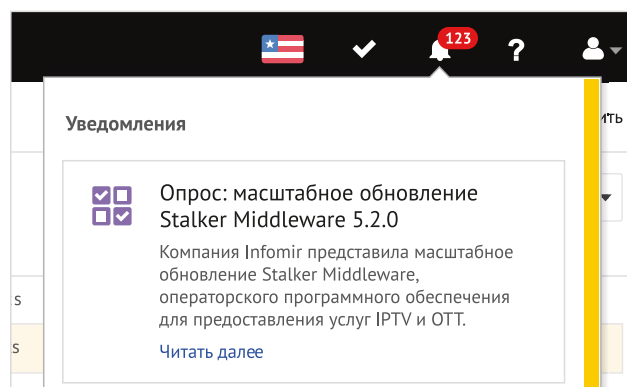 123
?
Уведомления
Опрос: масштабное обновление
Stalker Middleware 5.2.0
Компания Infomir представила масштабное
обновление Stalker Middleware,
операторского программного обеспечения
для предоставления услуг IPTV и ОТТ.
Читать далее